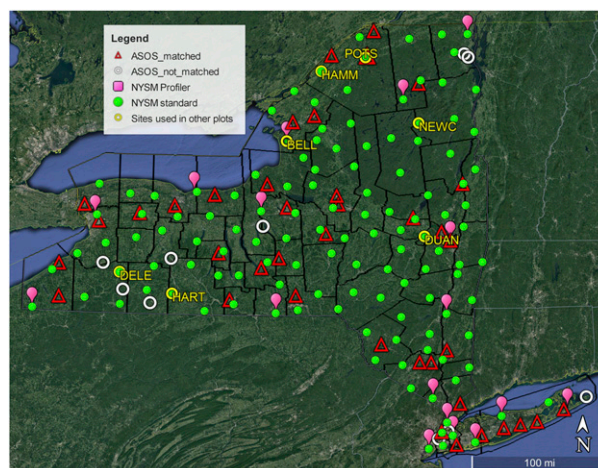 Legend
ASOS_matched
ASOS_not_matched
NYSM Profiler
NYSM standard
Sites used in other plots
POTS
HAMM
NEWC
BELL
DUAN
DELE
HART
N
100 mi